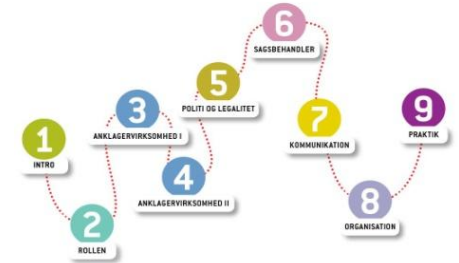 1
INTRO
2
ROLLEN
3
ANKLAGERVIRKSOMHED I
4
ANKLAGERVIRKSOMHED II
5
POLITI OG LEGALITET
6
SAGSBEHANDLER
7
KOMMUNIKATION
8
ORGANISATION
9
PRAKTIK